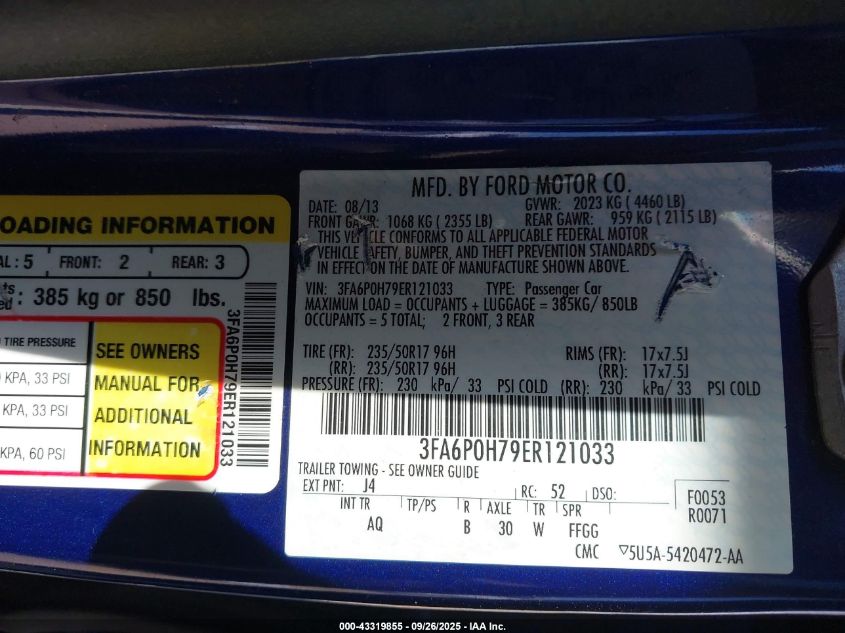 OADING INFORMATION
AL: 5 FRONT: 2 REAR: 3
385 kg or 850 lbs.
TIRE PRESSURE
KPA, 33 PSI
KPA, 33 PSI
KPA, 60 PSI
SEE OWNERS
MANUAL FOR
ADDITIONAL
INFORMATION
3FA6P0H79ER121033
MFD. BY FORD MOTOR CO.
DATE: 08/13 GVWR: 2023 KG ( 4460 LB)
FRONT GAWR: 1068 KG ( 2355 LB) REAR GAWR: 959 KG ( 2115 LB)
THIS VEHICLE CONFORMS TO ALL APPLICABLE FEDERAL MOTOR
VEHICLE SAFETY, BUMPER, AND THEFT PREVENTION STANDARDS
IN EFFECT ON THE DATE OF MANUFACTURE SHOWN ABOVE.
VIN: 3FA6P0H79ER121033 TYPE: Passenger Car
MAXIMUM LOAD = OCCUPANTS + LUGGAGE = 385KG/ 850LB
OCCUPANTS = 5 TOTAL; 2 FRONT, 3 REAR
TIRE (FR): 235/50R17 96H RIMS (FR): 17x7.5J
(RR): 235/50R17 96H (RR): 17x7.5J
PRESSURE (FR): 230 kPa/ 33 PSI COLD (RR): 230 kPa/ 33 PSI COLD
3FA6P0H79ER121033
TRAILER TOWING - SEE OWNER GUIDE
EXT PNT: J4 RC: 52 DSO: F0053
R0071
INT TR TP/PS R AXLE TR SPR
AQ B 30 W FFGG
CMC ▽5U5A-5420472-AA
000-43319855 - 09/26/2025 - IAA Inc.